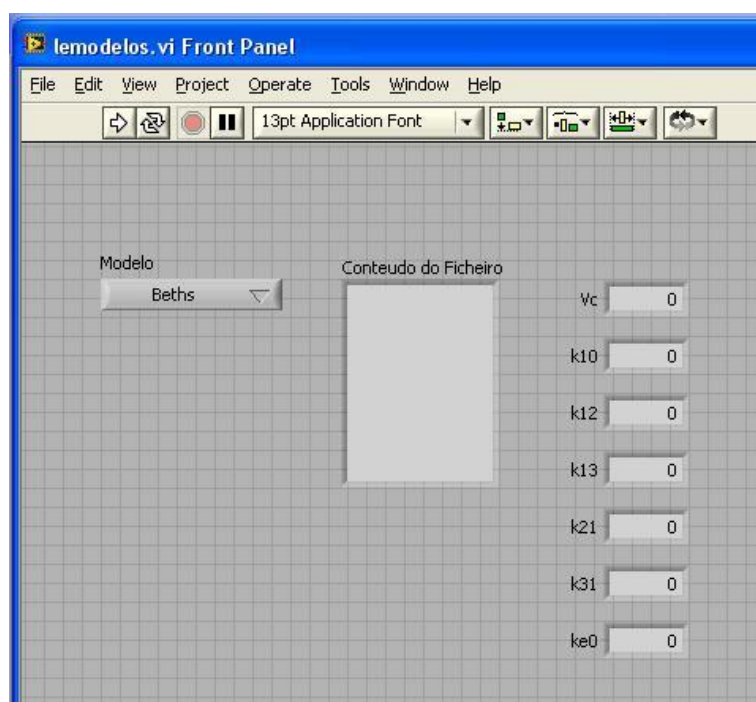 lemodelos.vi Front Panel
File Edit View Project Operate Tools Window Help
13pt Application Font
Modelo
Beths
Conteudo do Ficheiro
Vc 0
k10 0
k12 0
k13 0
k21 0
k31 0
ke0 0